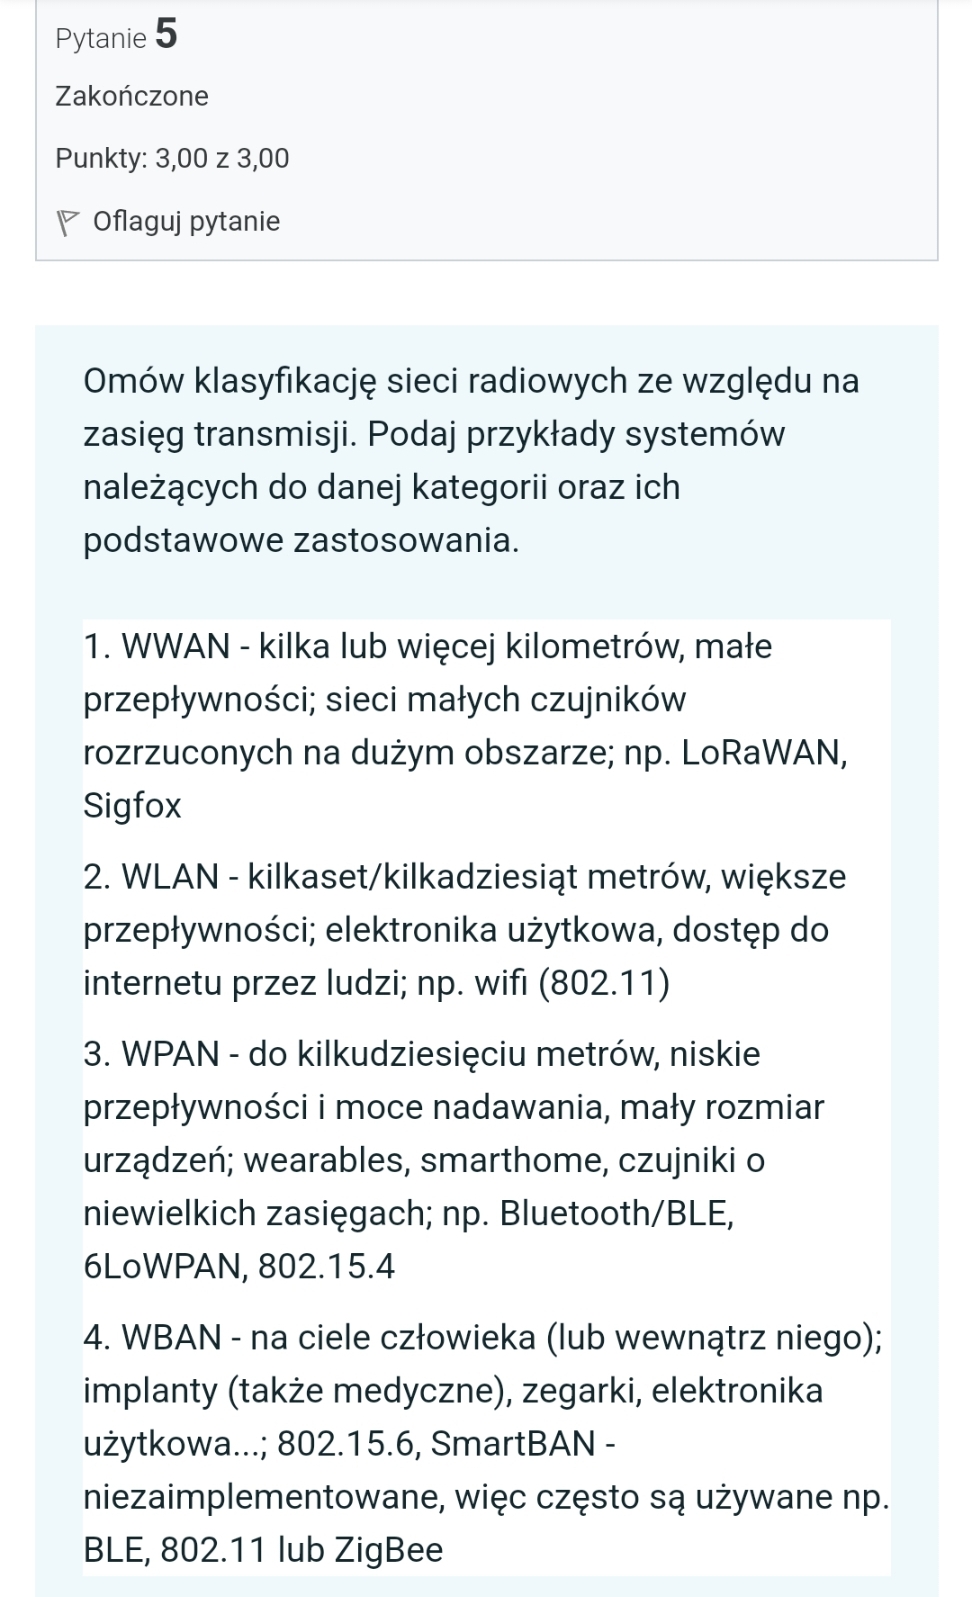 Pytanie 5
Zakończone
Punkty: 3,00 z 3,00
Oflaguj pytanie
Omów klasyfikację sieci radiowych ze względu na
zasięg transmisji. Podaj przykłady systemów
należących do danej kategorii oraz ich
podstawowe zastosowania.
1. WWAN - kilka lub więcej kilometrów, małe
przepływności; sieci małych czujników
rozrzuconych na dużym obszarze; np. LoRaWAN,
Sigfox
2. WLAN - kilkaset/kilkadziesiąt metrów, większe
przepływności; elektronika użytkowa, dostęp do
internetu przez ludzi; np. wifi (802.11)
3. WPAN - do kilkudziesięciu metrów, niskie
przepływności i moce nadawania, mały rozmiar
urządzeń; wearables, smarthome, czujniki o
niewielkich zasięgach; np. Bluetooth/BLE,
6LoWPAN, 802.15.4
4. WBAN - na ciele człowieka (lub wewnątrz niego);
implanty (także medyczne), zegarki, elektronika
użytkowa...; 802.15.6, SmartBAN -
niezaimplementowane, więc często są używane np.
BLE, 802.11 lub ZigBee